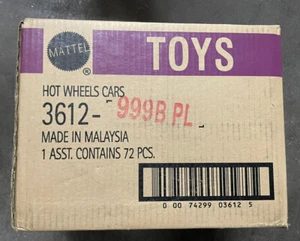 MATTEL
®
TOYS
HOT WHEELS CARS
3612-999B PL
MADE IN MALAYSIA
1 ASST. CONTAINS 72 PCS.
0 00 74299 03612 5